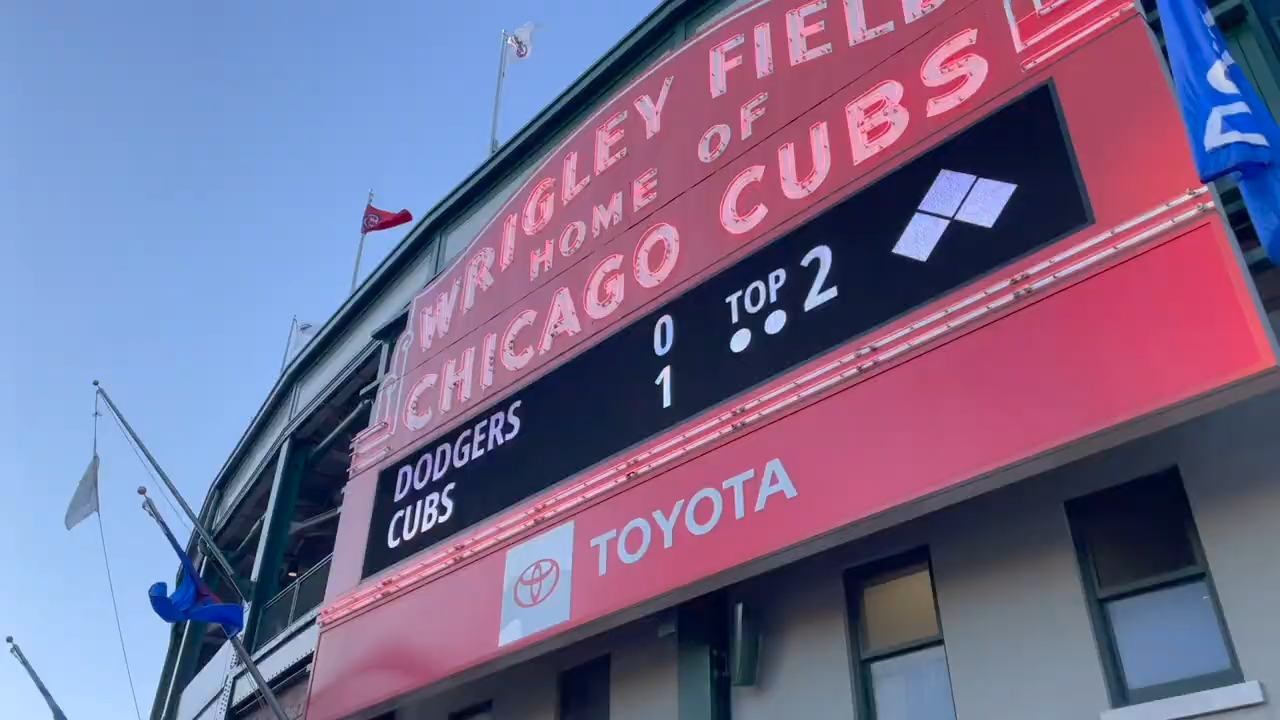 WRIGLEY FIELD
HOME OF
CHICAGO CUBS
DODGERS 0 TOP 2
CUBS 1
TOYOTA